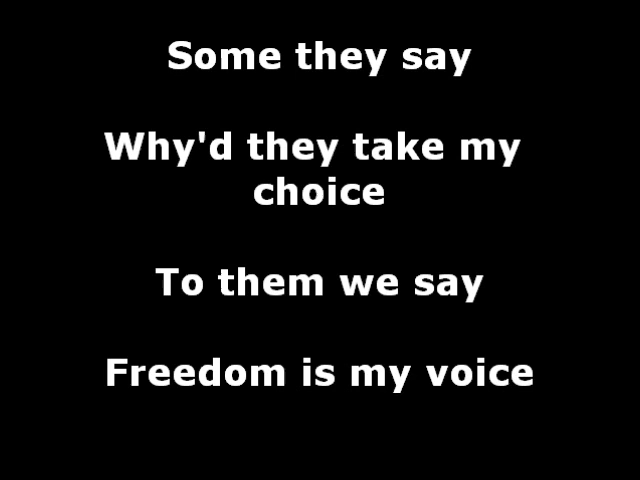 Some they say
Why'd they take my
choice
To them we say
Freedom is my voice